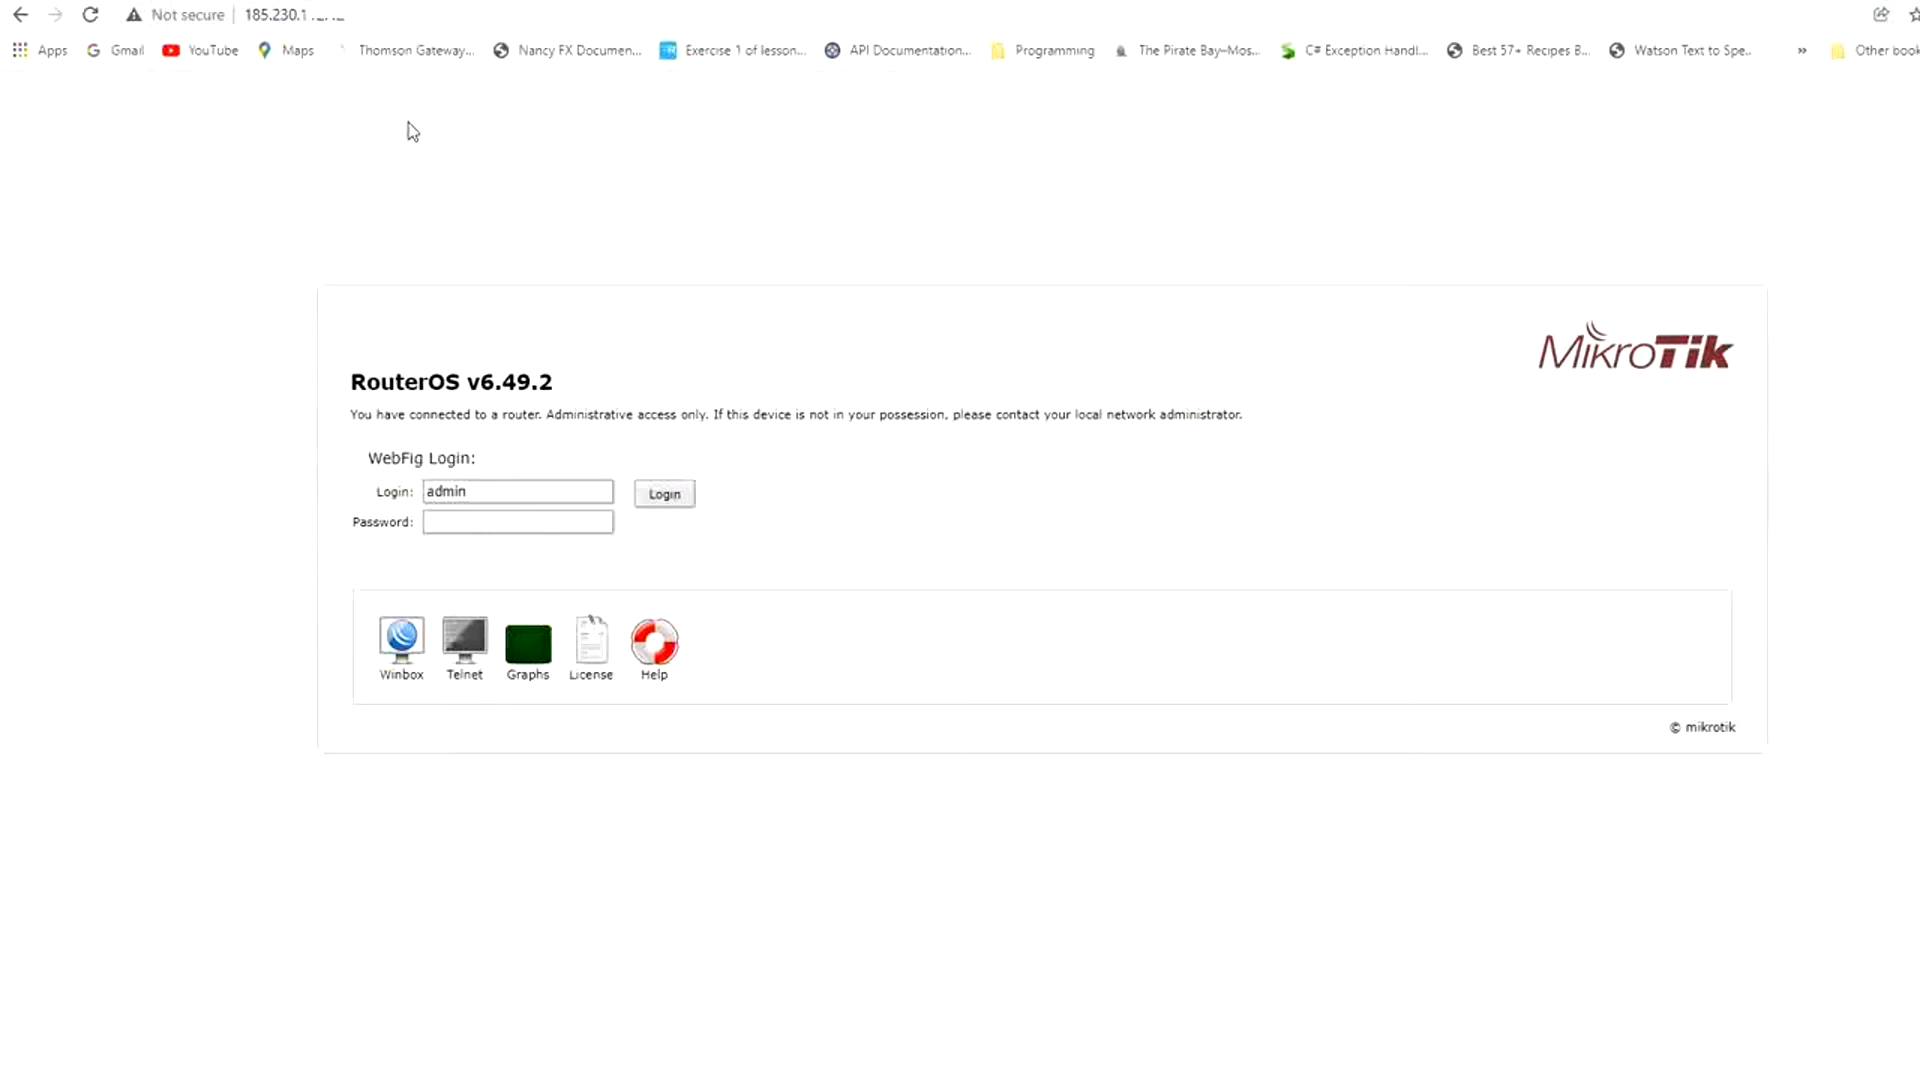 Not secure 185.230.1
Apps Gmail YouTube Maps Thomson Gateway... Nancy FX Documen... Exercise 1 of lesson... API Documentation... Programming The Pirate Bay–Mos... C# Exception Handl... Best 57+ Recipes B... Watson Text to Spe.. » Other book
MikroTik
RouterOS v6.49.2
You have connected to a router. Administrative access only. If this device is not in your possession, please contact your local network administrator.
WebFig Login:
Login: admin Login
Password:
Winbox Telnet Graphs License Help
© mikrotik